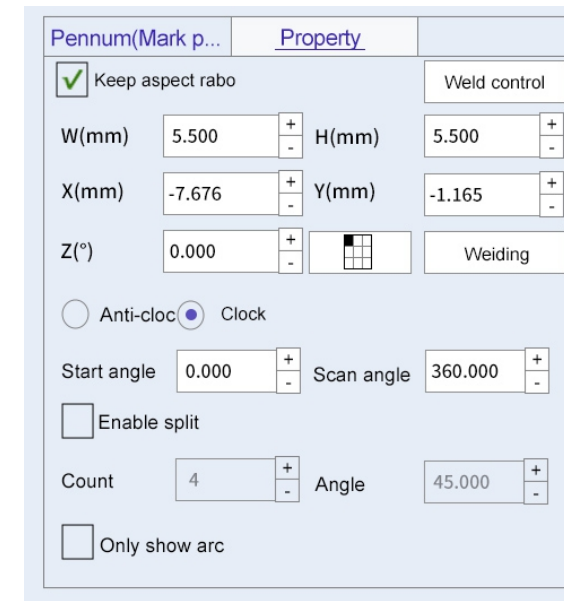 Pennum(Mark p... Property
Keep aspect rabo Weld control
W(mm) 5.500 + - H(mm) 5.500 + -
X(mm) -7.676 + - Y(mm) -1.165 + -
Z(°) 0.000 + - Weiding
Anti-cloc Clock
Start angle 0.000 + - Scan angle 360.000 + -
Enable split
Count 4 + - Angle 45.000 + -
Only show arc